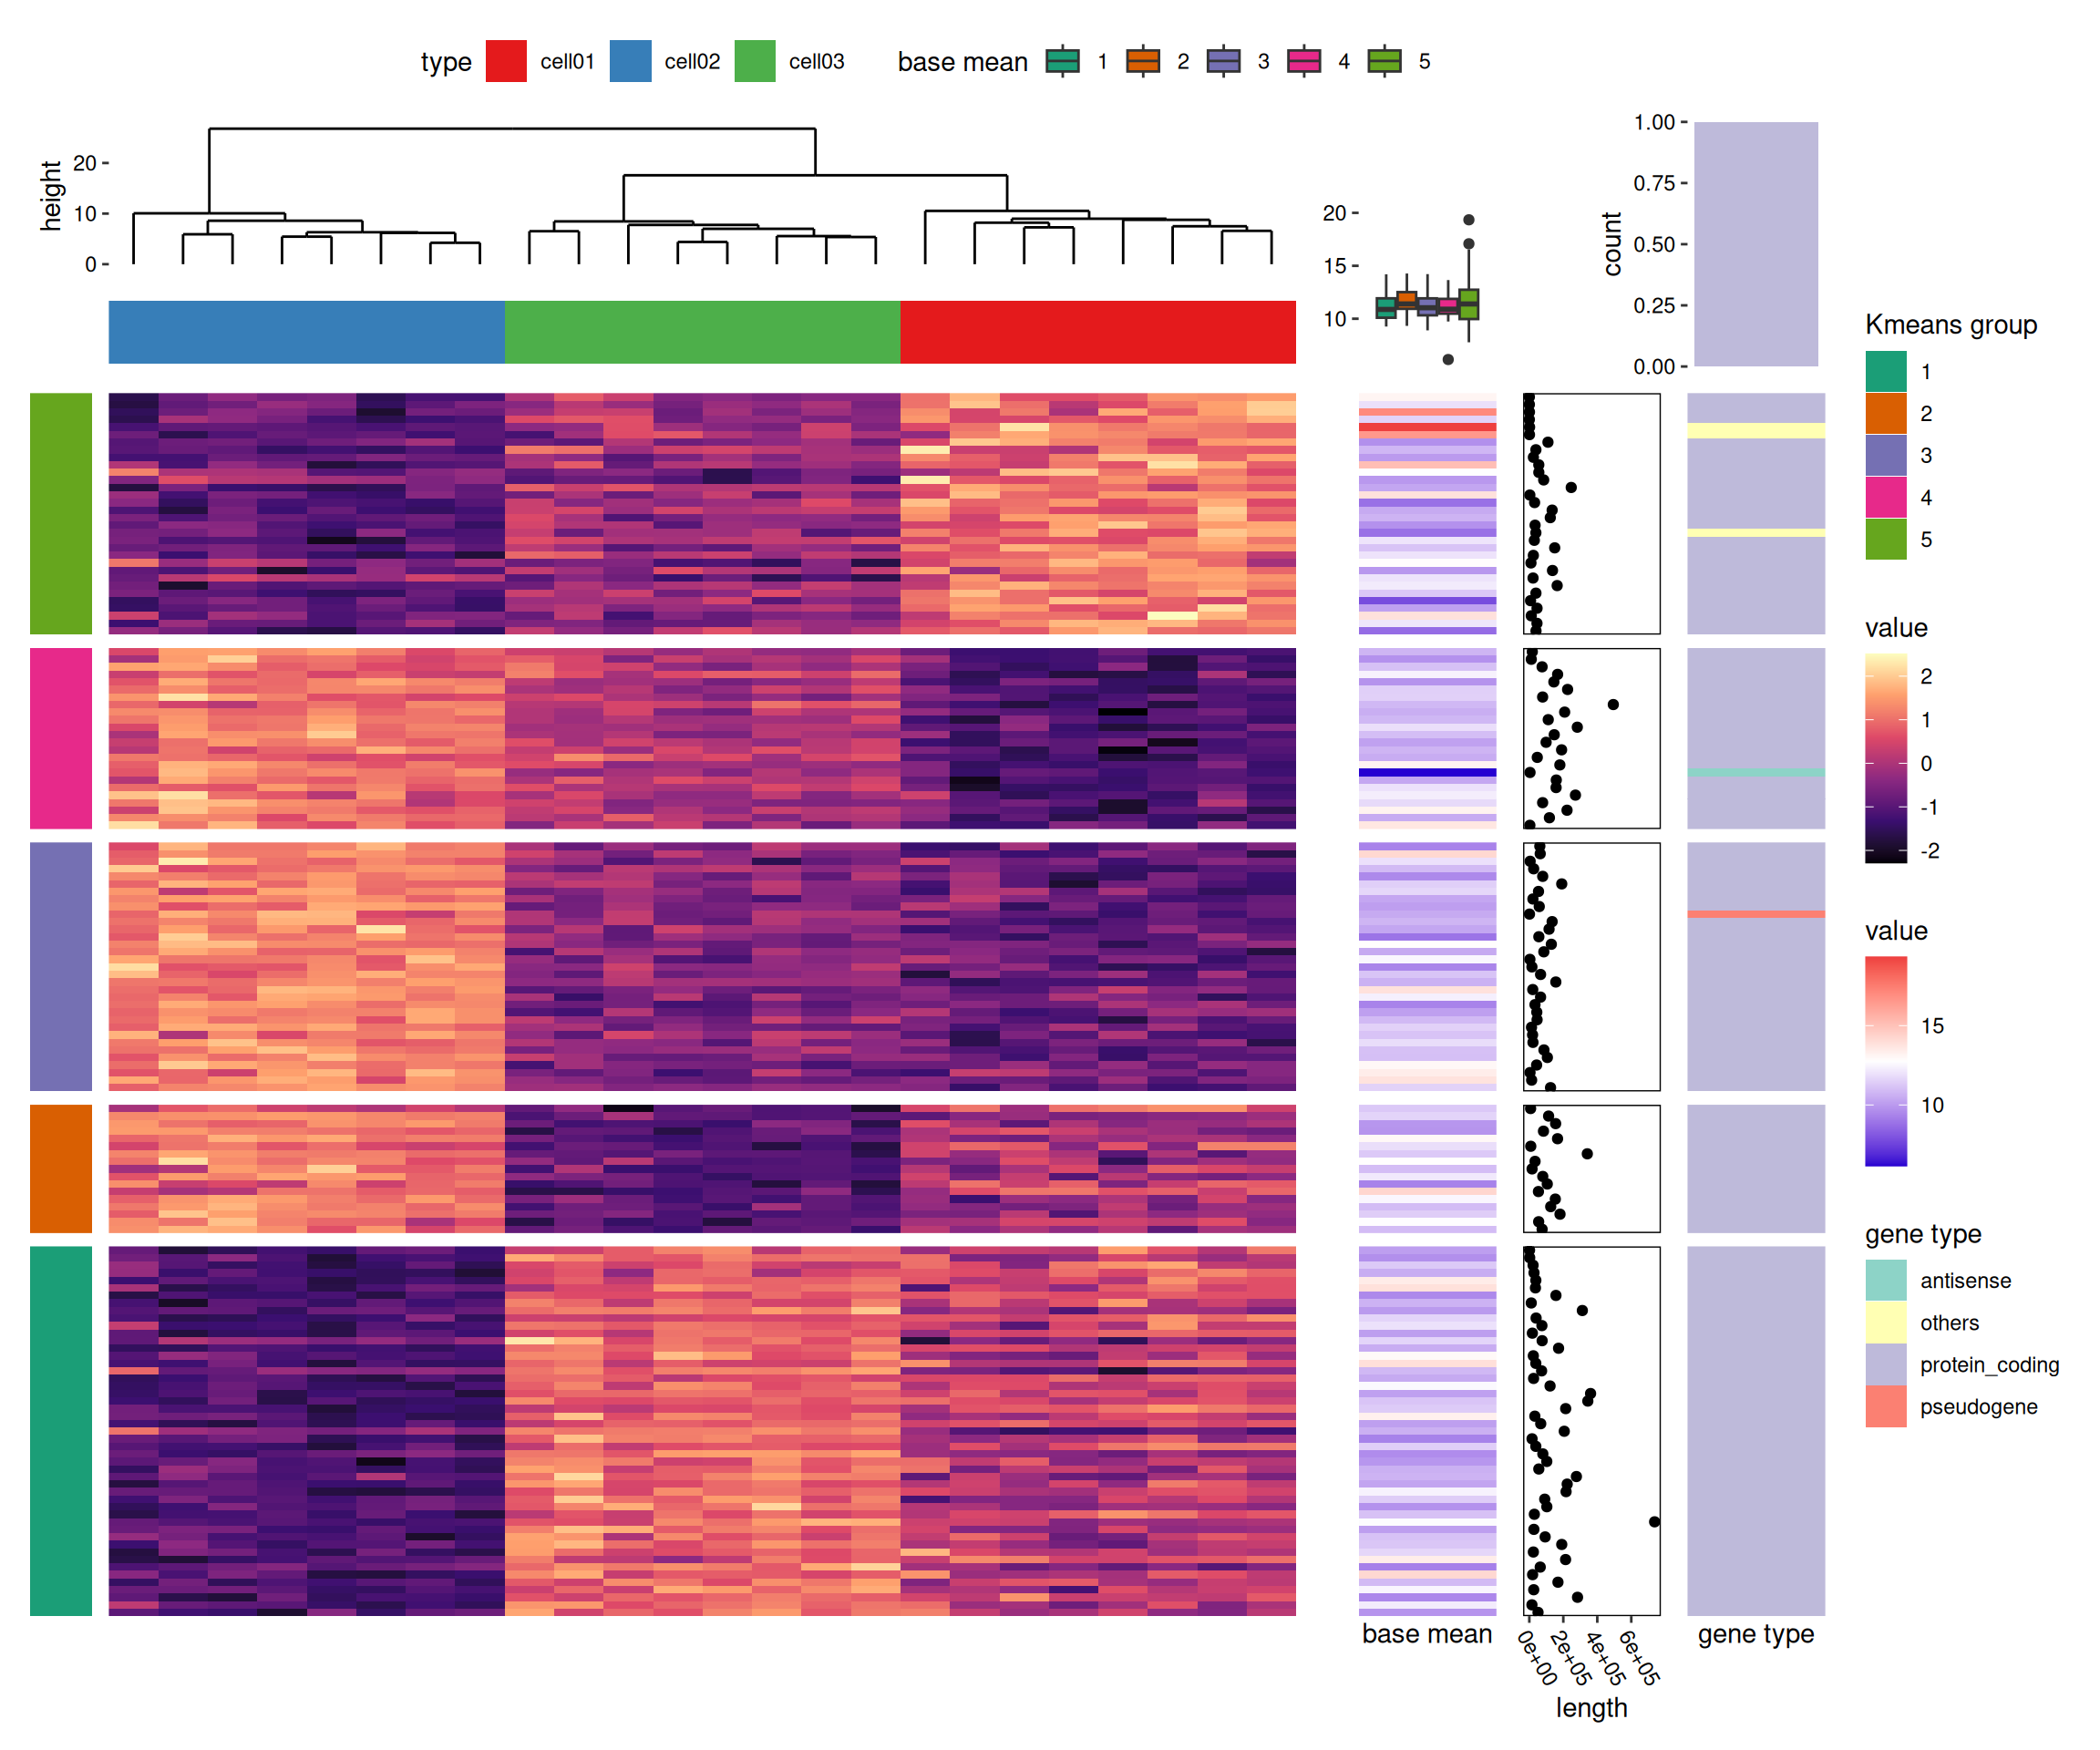 type cell01 cell02 cell03 base mean 1 2 3 4 5
height
20
10
0
20
15
10
count
1.00
0.75
0.50
0.25
0.00
Kmeans group
1
2
3
4
5
value
2
1
0
-1
-2
value
15
10
gene type
antisense
others
protein_coding
pseudogene
base mean
0e+00 2e+05 4e+05 6e+05
length
gene type